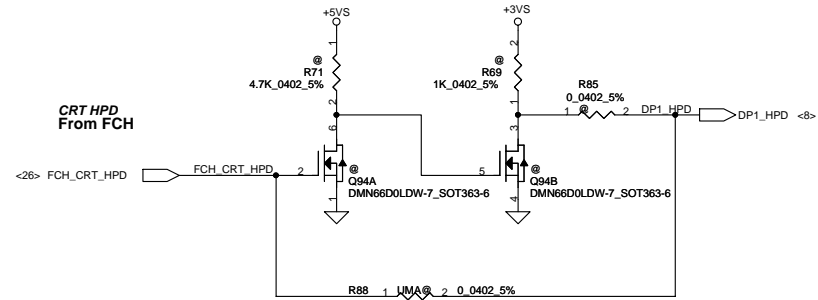 +5VS
+3VS
1
@
R71
4.7K_0402_5%
2
2
@
R69
1K_0402_5%
1
R85
0_0402_5%
@
1
2
DP1_HPD
DP1_HPD <8>
CRT HPD
From FCH
<26> FCH_CRT_HPD
FCH_CRT_HPD
2
6
1
@
Q94A
DMN66D0LDW-7_SOT363-6
5
3
4
@
Q94B
DMN66D0LDW-7_SOT363-6
R88 1 UMA@ 2 0_0402_5%